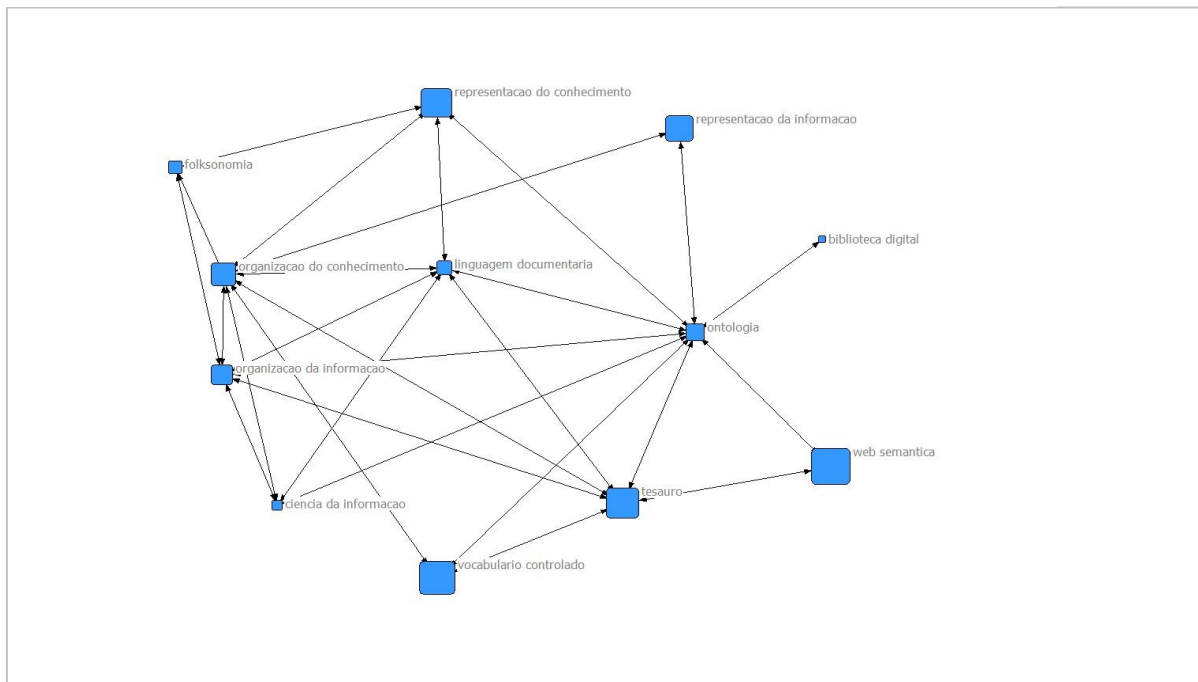 representacao do conhecimento
representação da informacao
folksonomia
biblioteca digital
organizacao do conhecimento
linguagem documentaria
ontologia
organizacao da informacao
web semantica
tesauro
ciencia da informacao
vocabulario controlado